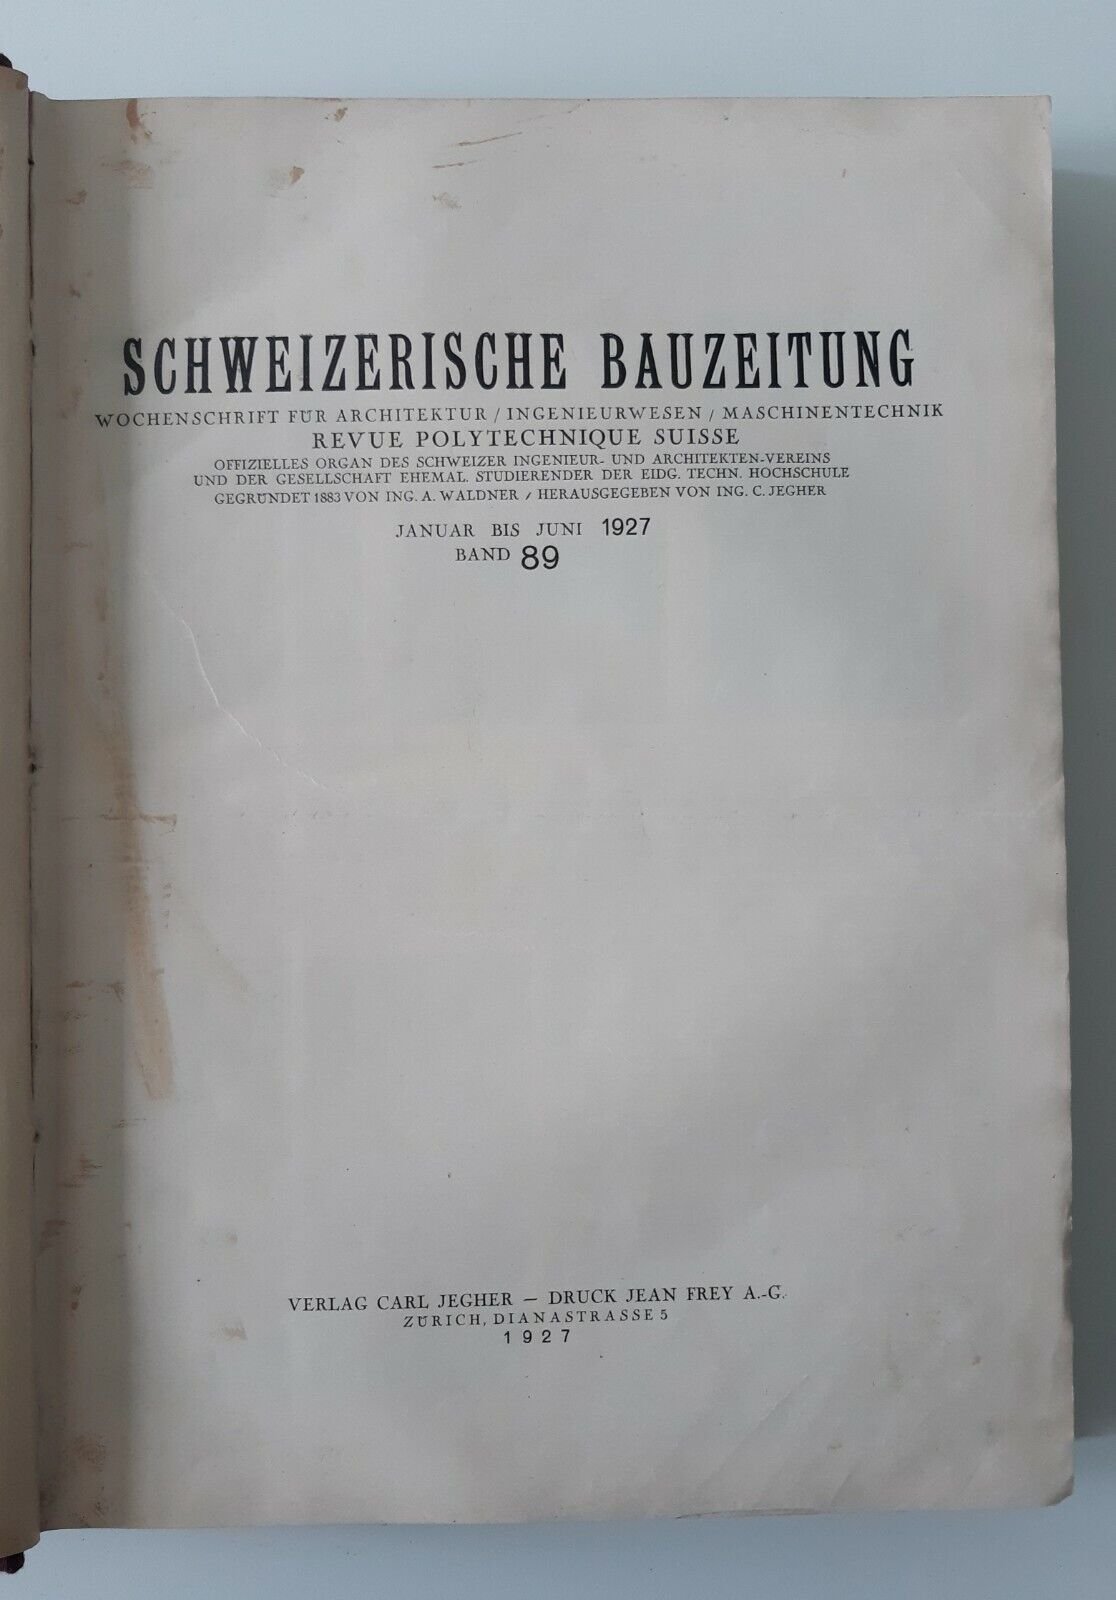 SCHWEIZERISCHE BAUZEITUNG
WOCHENSCHRIFT FÜR ARCHITEKTUR / INGENIEURWESEN / MASCHINENTECHNIK
REVUE POLYTECHNIQUE SUISSE
OFFIZIELLES ORGAN DES SCHWEIZER INGENIEUR- UND ARCHITEKTEN-VEREINS
UND DER GESELLSCHAFT EHEMAL. STUDIERENDER DER EIDG. TECHN. HOCHSCHULE
GEGRÜNDET 1883 VON ING. A. WALDNER / HERAUSGEGEBEN VON ING. C. JEGHER
JANUAR BIS JUNI 1927
BAND 89
VERLAG CARL JEGHER — DRUCK JEAN FREY A.-G.
ZÜRICH, DIANASTRASSE 5
1927